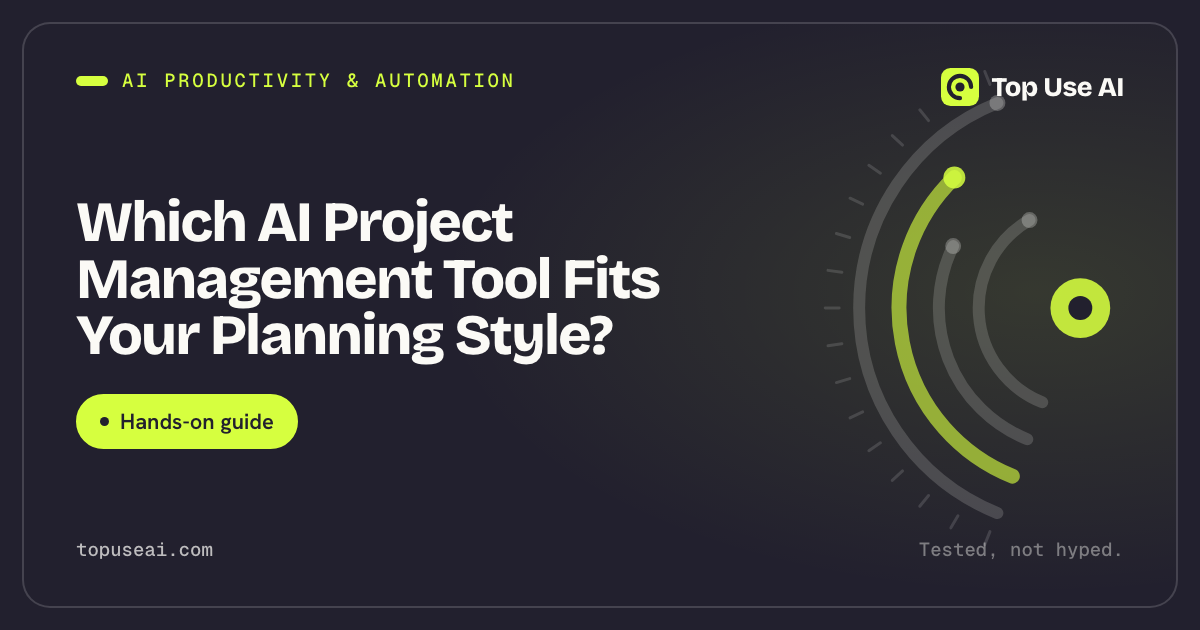 AI PRODUCTIVITY & AUTOMATION
Top Use AI
Which AI Project
Management Tool Fits
Your Planning Style?
Hands-on guide
topuseai.com
Tested, not hyped.